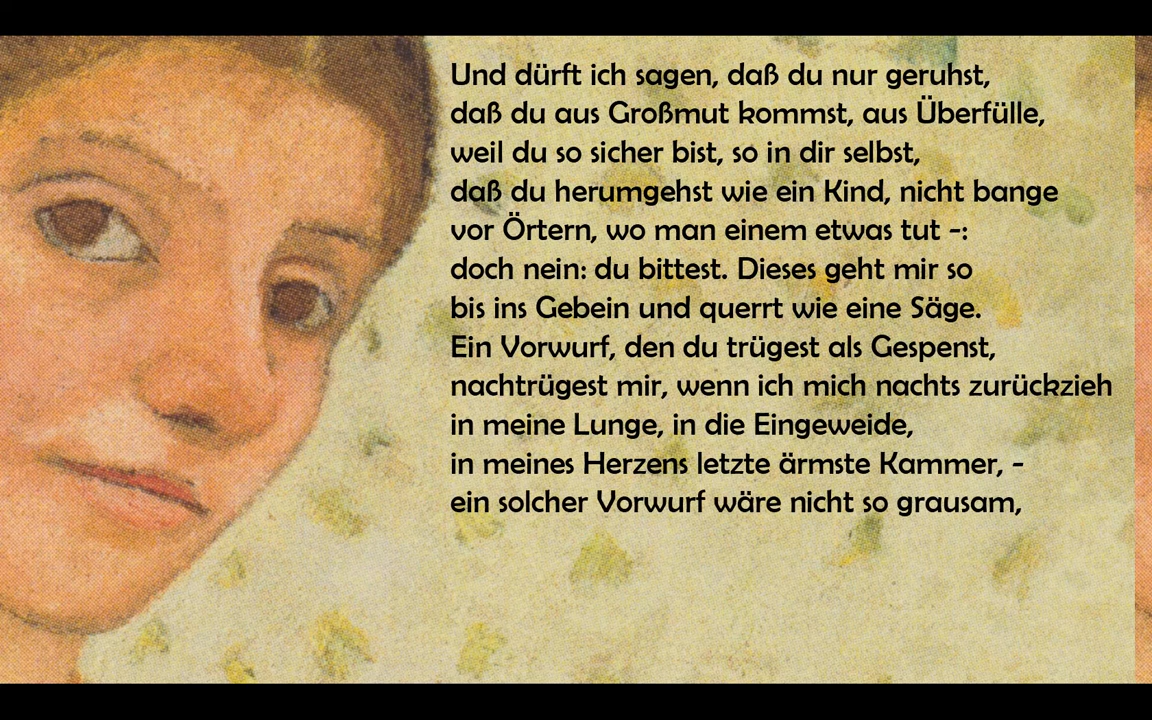 Und dürft ich sagen, daß du nur geruhst,
daß du aus Großmut kommst, aus Überfülle,
weil du so sicher bist, so in dir selbst,
daß du herumgehst wie ein Kind, nicht bange
vor Örtern, wo man einem etwas tut -:
doch nein: du bittest. Dieses geht mir so
bis ins Gebein und querrt wie eine Säge.
Ein Vorwurf, den du trügest als Gespenst,
nachtrügest mir, wenn ich mich nachts zurückzieh
in meine Lunge, in die Eingeweide,
in meines Herzens letzte ärmste Kammer, -
ein solcher Vorwurf wäre nicht so grausam,